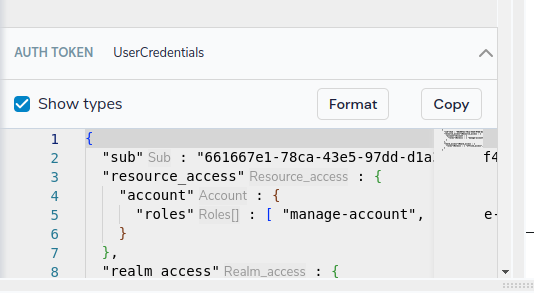 AUTH TOKEN UserCredentials
Show types Format Copy
1 {
2 "sub" Sub : "661667e1-78ca-43e5-97dd-d1a f4
3 "resource_access" Resource_access : {
4 "account" Account : {
5 "roles" Roles[] : [ "manage-account", e-
6 }
7 },
8 "realm access" Realm_access : {